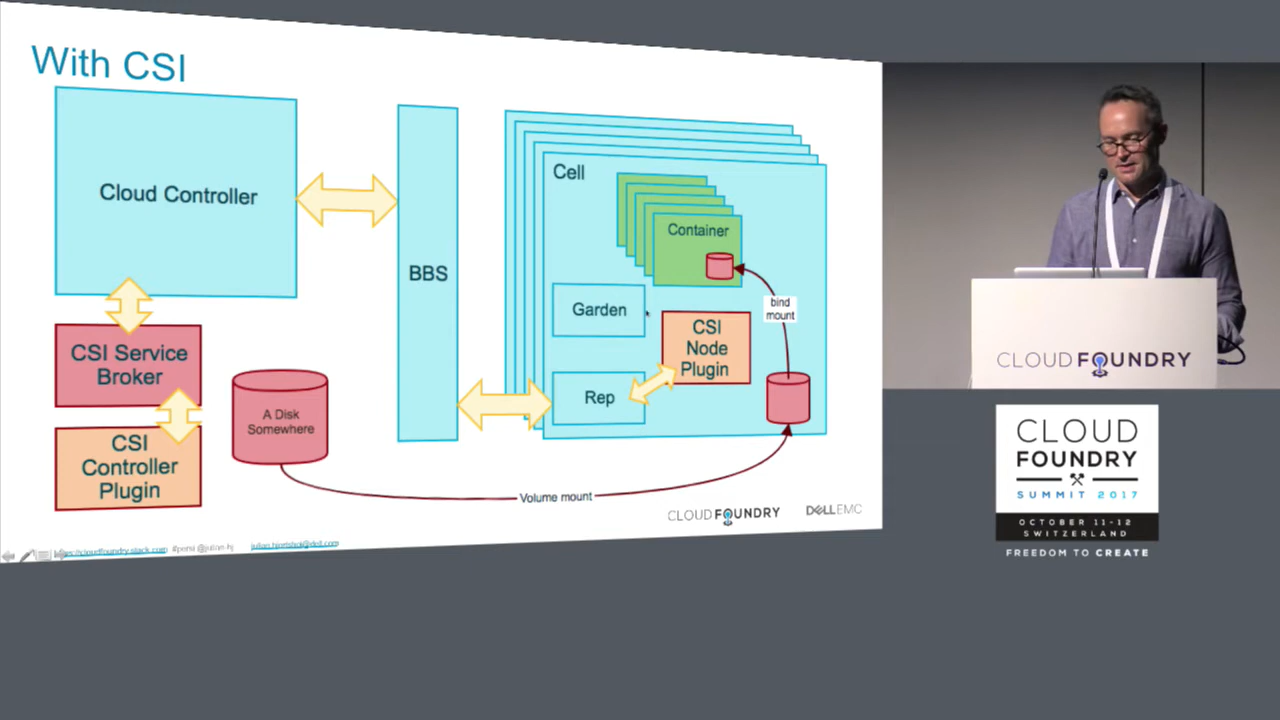 With CSI
Cloud Controller
BBS
Cell
Container
Garden
CSI
Node
Plugin
bind
mount
Rep
CSI Service
Broker
A Disk
Somewhere
CSI
Controller
Plugin
Volume mount
CLOUD FOUNDRY
DELL EMC
CLOUD FOUNDRY
CLOUD
FOUNDRY
SUMMIT 2017
OCTOBER 11-12
SWITZERLAND
FREEDOM TO CREATE